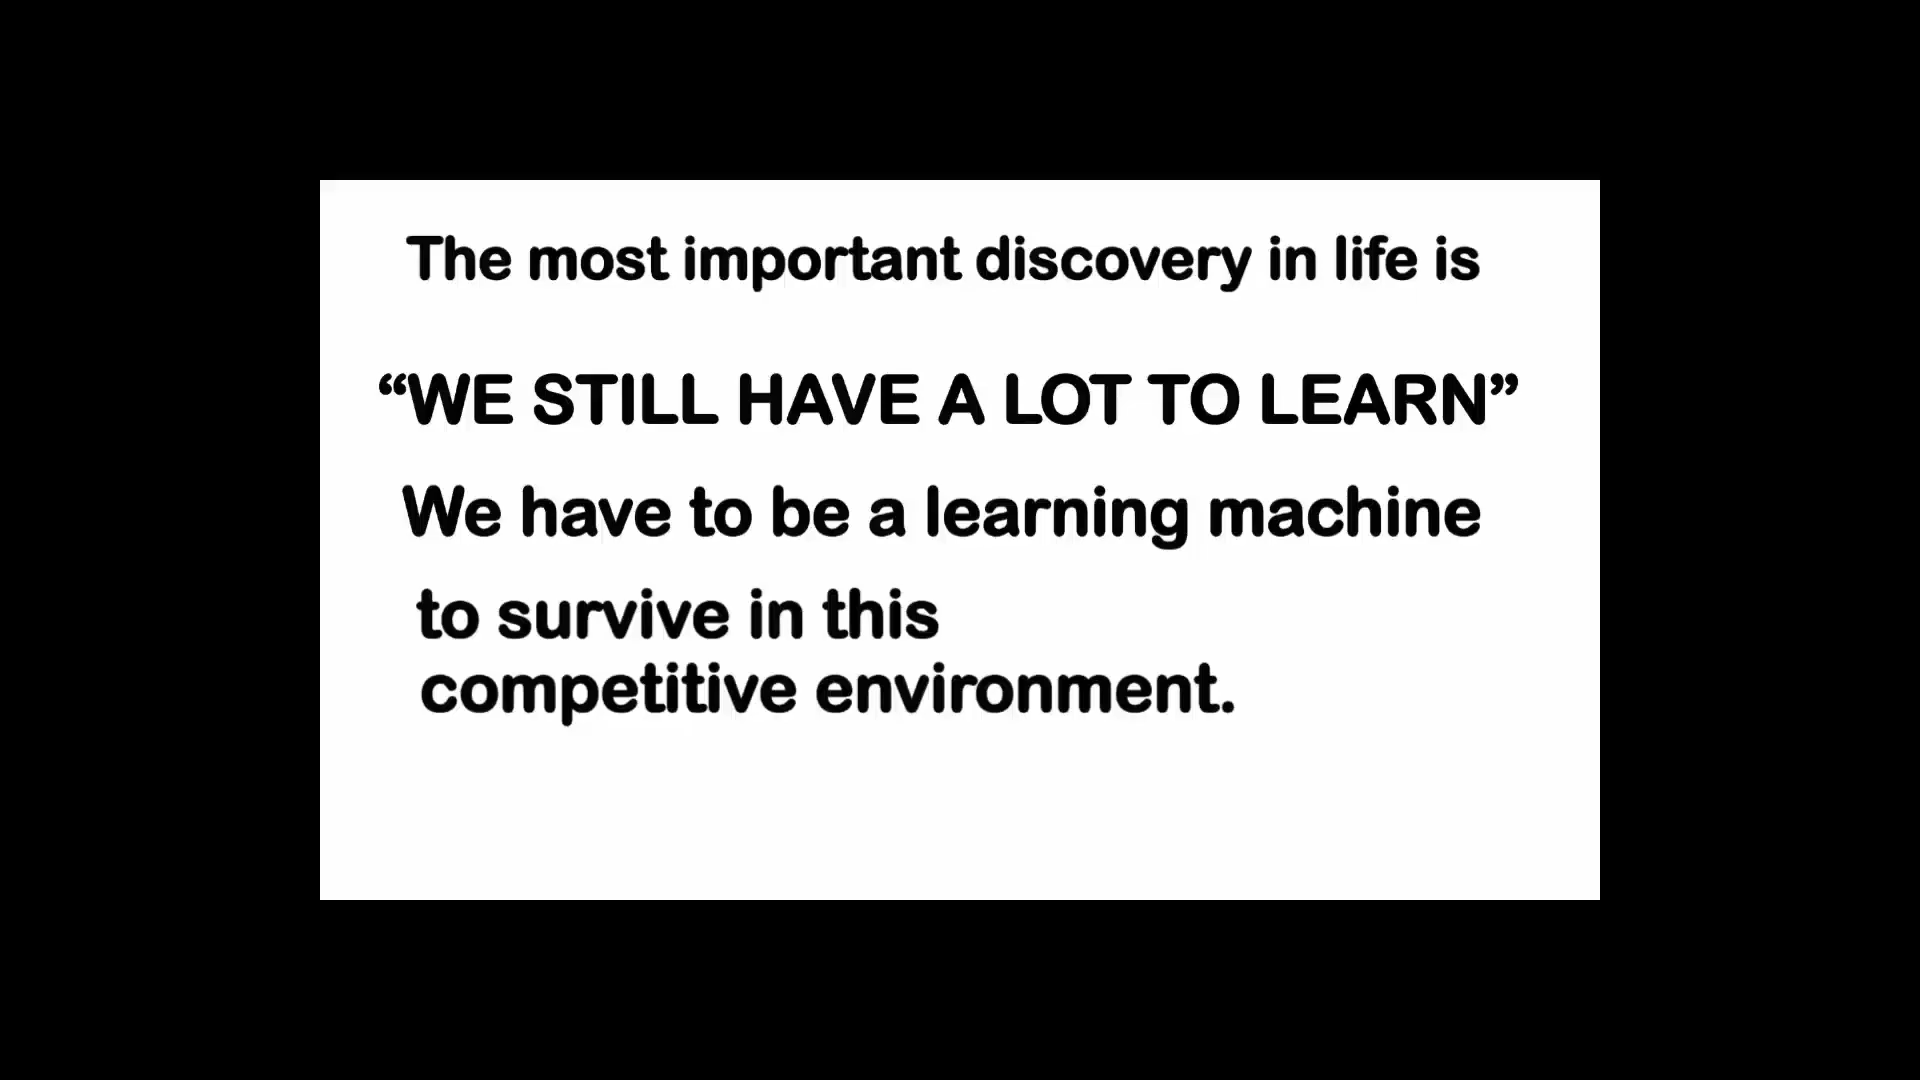 The most important discovery in life is
“WE STILL HAVE A LOT TO LEARN”
We have to be a learning machine
to survive in this
competitive environment.